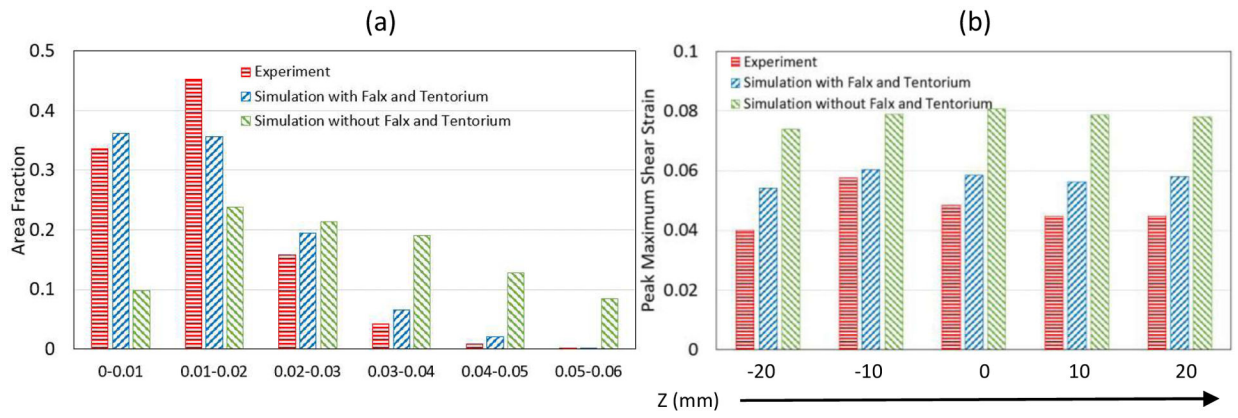 (a)
0.5
0.4
0.3
0.2
0.1
0
Area Fraction
Experiment
Simulation with Falx and Tentorium
Simulation without Falx and Tentorium
0-0.01 0.01-0.02 0.02-0.03 0.03-0.04 0.04-0.05 0.05-0.06
(b)
0.1
0.08
0.06
0.04
0.02
0
Peak Maximum Shear Strain
Experiment
Simulation with Falx and Tentorium
Simulation without Falx and Tentorium
-20 -10 0 10 20
Z (mm)